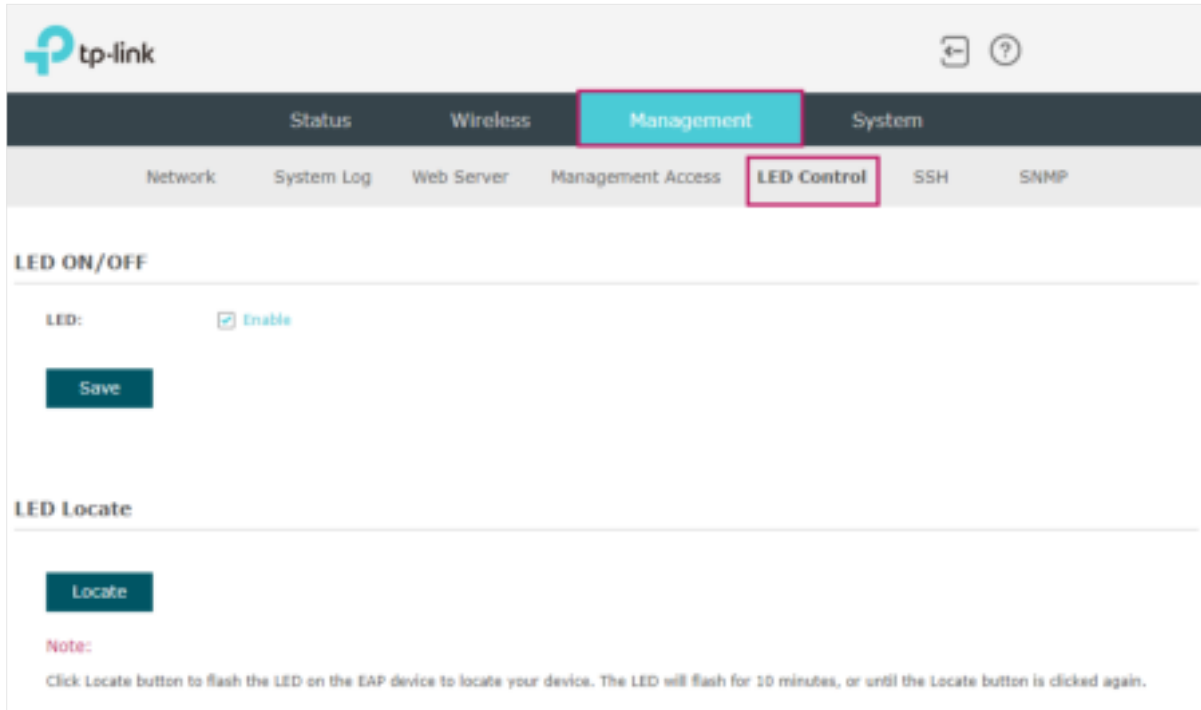 tp-link
Status Wireless Management System
Network System Log Web Server Management Access LED Control SSH SNMP
LED ON/OFF
LED: Enable
Save
LED Locate
Locate
Note:
Click Locate button to flash the LED on the EAP device to locate your device. The LED will flash for 10 minutes, or until the Locate button is clicked again.